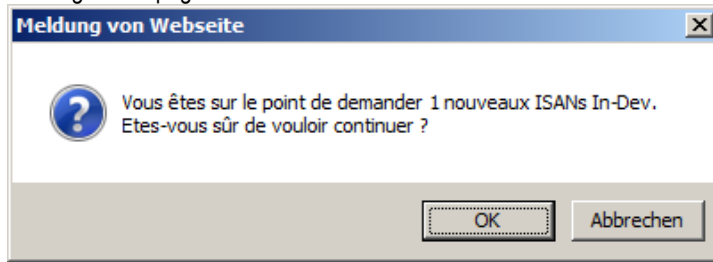 Meldung von Webseite
Vous êtes sur le point de demander 1 nouveaux ISANs In-Dev.
Etes-vous sûr de vouloir continuer ?
OK Abbrechen